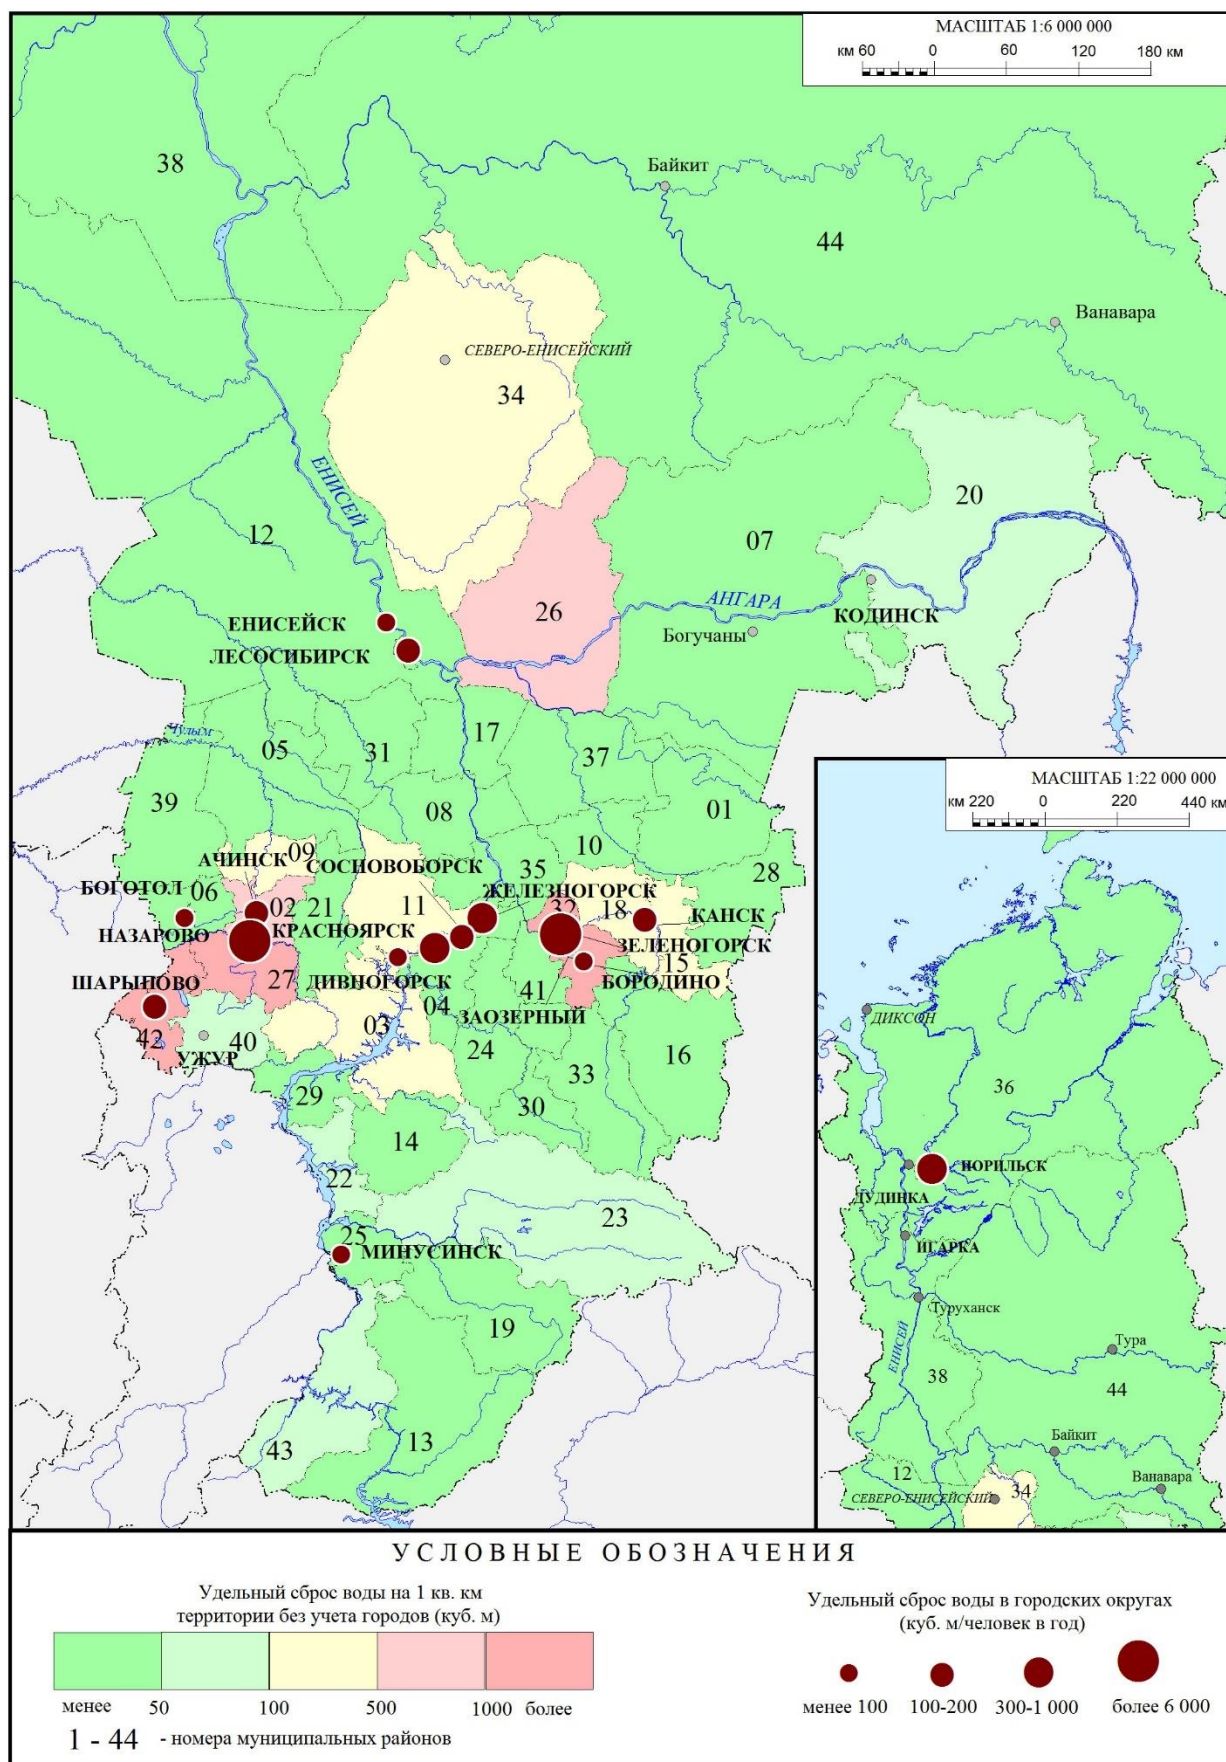 МАСШТАБ 1:6 000 000
км 60 0 60 120 180 км
38
Байкит
44
Ванавара
СЕВЕРО-ЕНИСЕЙСКИЙ
34
ЕНИСЕЙ
20
12
07
26
АНГАРА
КОДИНСК
ЕНИСЕЙСК
Богучаны
ЛЕСОСИБИРСК
Чулым
17
05
31
37
39
08
01
10
09
АЧИНСК
СОСНОВОБОРСК
35
28
БОГОТОЛ
06
ЖЕЛЕЗНОГОРСК
02
21
11
32
18
КАНСК
НАЗАРОВО
КРАСНОЯРСК
ЗЕЛЕНОГОРСК
15
ШАРЫПОВО
27
ДИВНОГОРСК
БОРОДИНО
41
04
ЗАОЗЕРНЫЙ
03
42
40
УЖУР
24
16
33
29
30
14
22
23
25
МИНУСИНСК
19
13
43
МАСШТАБ 1:22 000 000
км 220 0 220 440 км
ДИКСОН
36
НОРИЛЬСК
ДУДИНКА
ИГАРКА
Туруханск
ЕНИСЕЙ
Тура
38
44
Байкит
12
Ванавара
СЕВЕРО-ЕНИСЕЙСКИЙ
34
УСЛОВНЫЕ ОБОЗНАЧЕНИЯ
Удельный сброс воды на 1 кв. км
территории без учета городов (куб. м)
менее 50 100 500 1000 более
1 - 44 - номера муниципальных районов
Удельный сброс воды в городских округах
(куб. м/человек в год)
менее 100 100-200 300-1 000 более 6 000